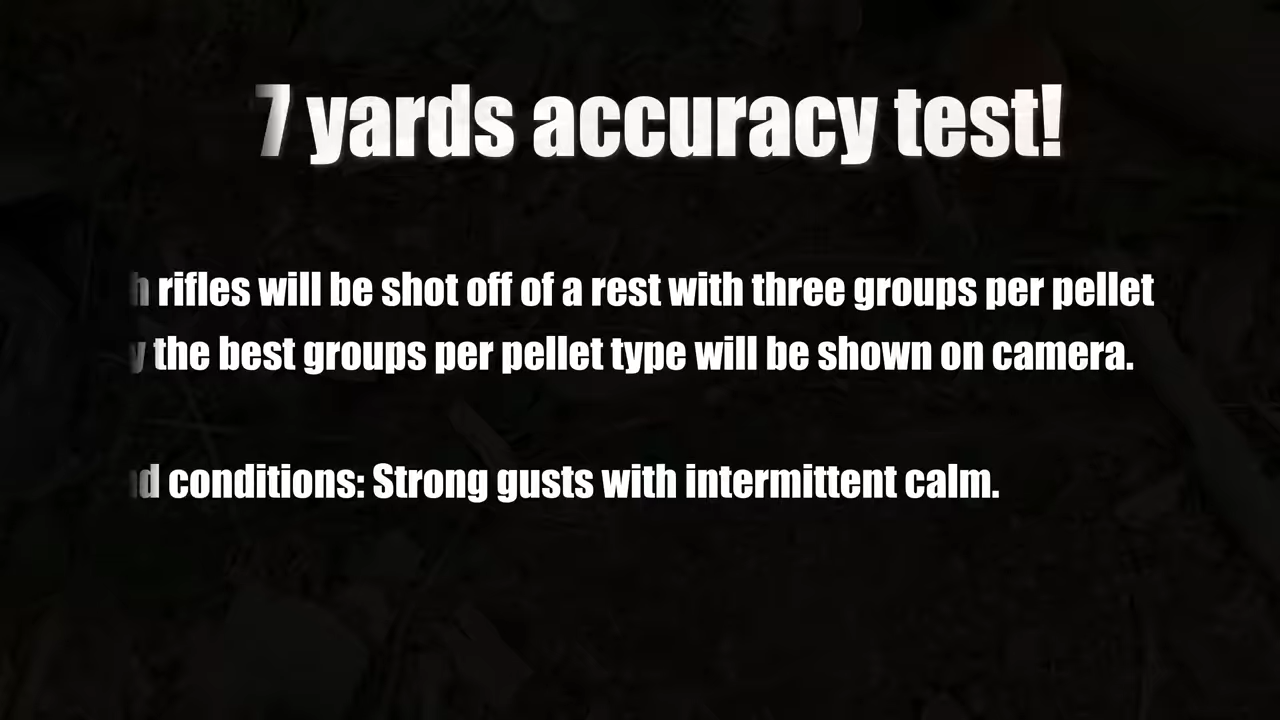 7 yards accuracy test!
rifles will be shot off of a rest with three groups per pellet
the best groups per pellet type will be shown on camera.
conditions: Strong gusts with intermittent calm.